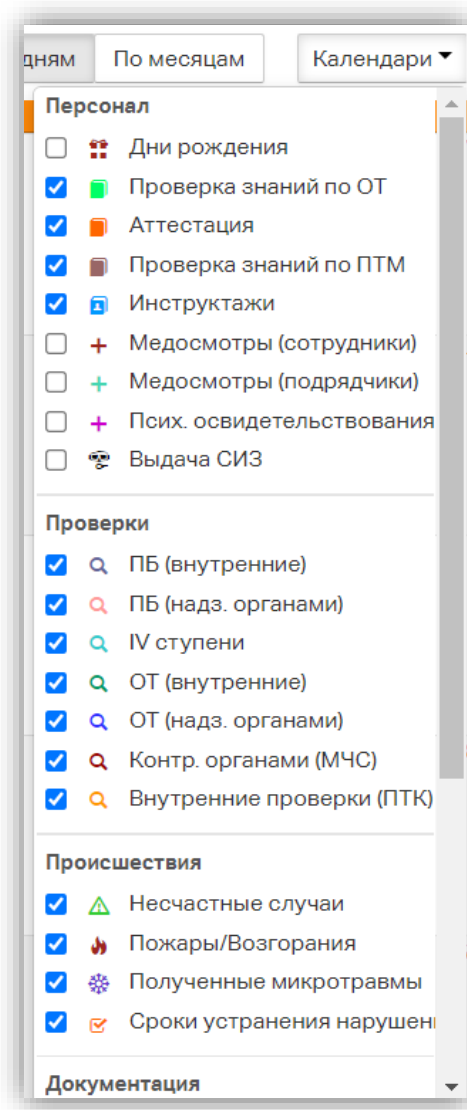 дням По месяцам Календари
Персонал
Дни рождения
Проверка знаний по ОТ
Аттестация
Проверка знаний по ПТМ
Инструктажи
Медосмотры (сотрудники)
Медосмотры (подрядчики)
Псих. освидетельствования
Выдача СИЗ
Проверки
ПБ (внутренние)
ПБ (надз. органами)
IV ступени
ОТ (внутренние)
ОТ (надз. органами)
Контр. органами (МЧС)
Внутренние проверки (ПТК)
Происшествия
Несчастные случаи
Пожары/Возгорания
Полученные микротравмы
Сроки устранения нарушен
Документация